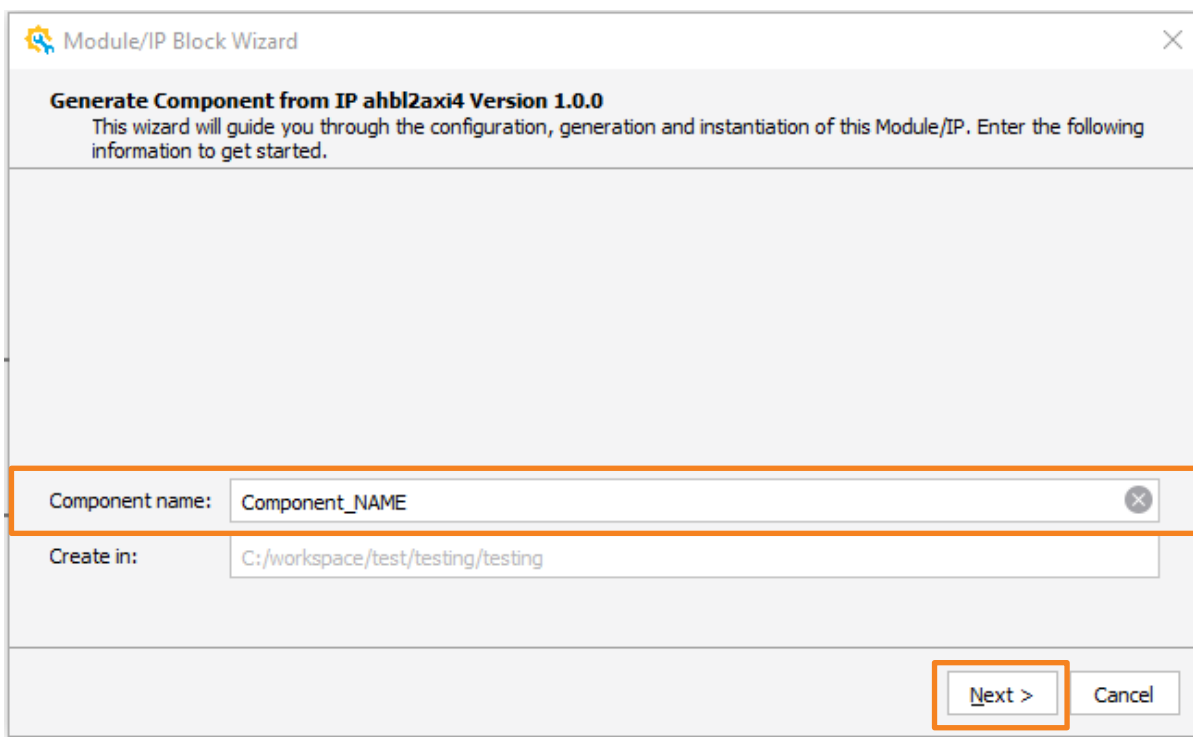 Module/IP Block Wizard
Generate Component from IP ahbl2axi4 Version 1.0.0
This wizard will guide you through the configuration, generation and instantiation of this Module/IP. Enter the following
information to get started.
Component name: Component_NAME
Create in: C:/workspace/test/testing/testing
Next > Cancel